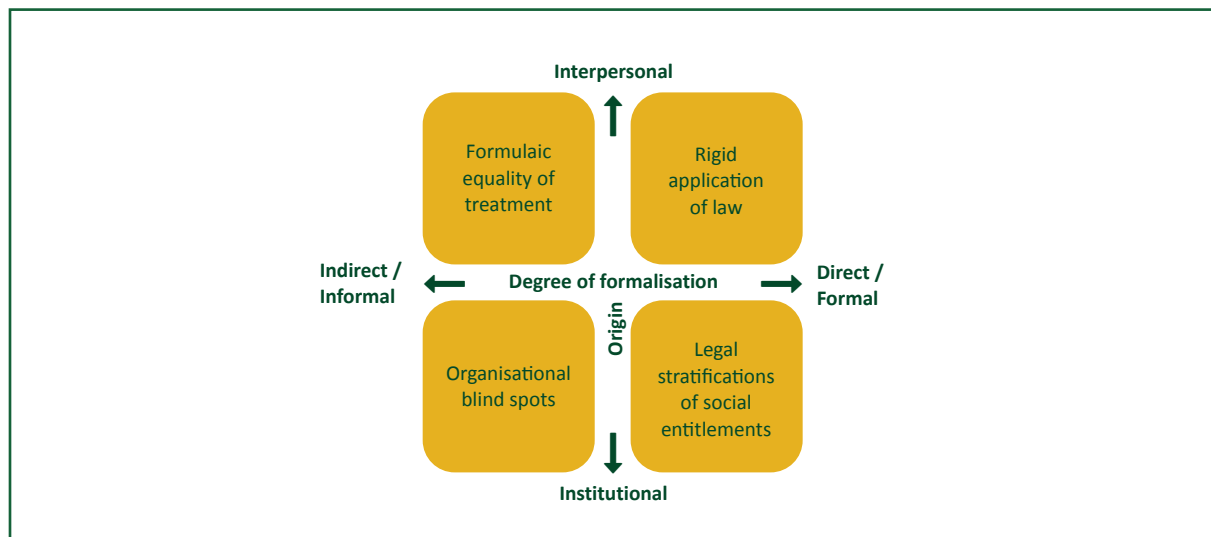 Interpersonal
Formulaic
equality of
treatment
Rigid
application
of law
Indirect /
Informal
Degree of formalisation
Direct /
Formal
Origin
Organisational
blind spots
Legal
stratifications
of social
entitlements
Institutional